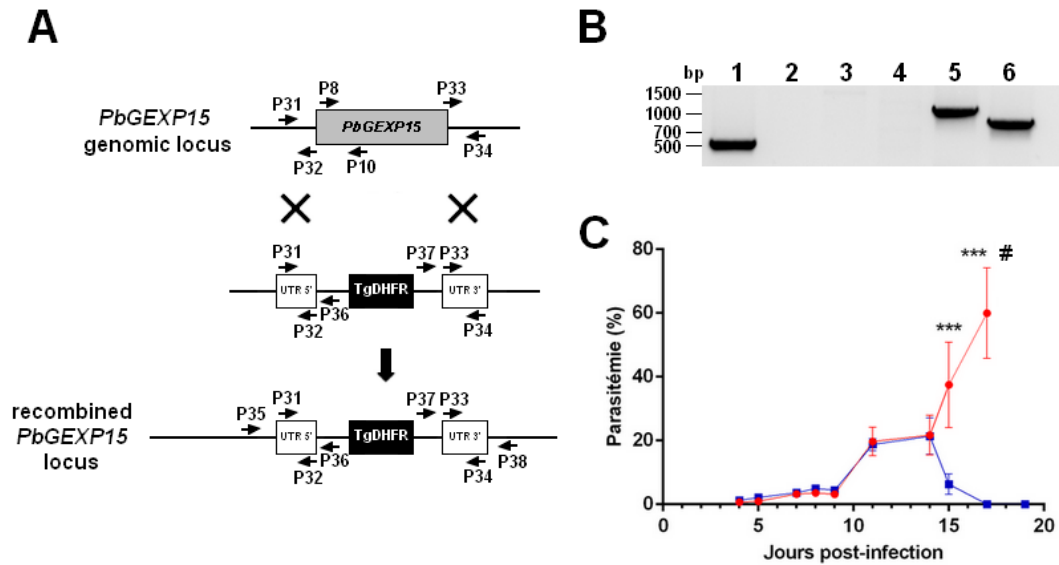 A
P8
P33
P31
PbGEXP15
genomic locus
PbGEXP15
P32
P10
P34
P31
P37
P33
UTR 5'
TgDHFR
UTR 3'
P32
P36
P34
recombined
PbGEXP15
locus
P35
P31
P37
P33
UTR 5'
TgDHFR
UTR 3'
P32
P36
P34
P38
B
bp 1 2 3 4 5 6
1500
1000
700
500
C
*** #
***
80
60
40
20
0
Parasitémie (%)
0 5 10 15 20
Jours post-infection